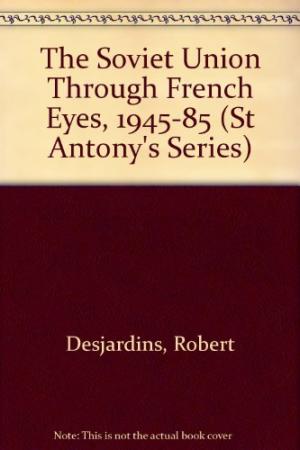 The Soviet Union
Through French
Eyes, 1945-85 (St
Antony's Series)
Desjardins, Robert
Note: This is not the actual book cover